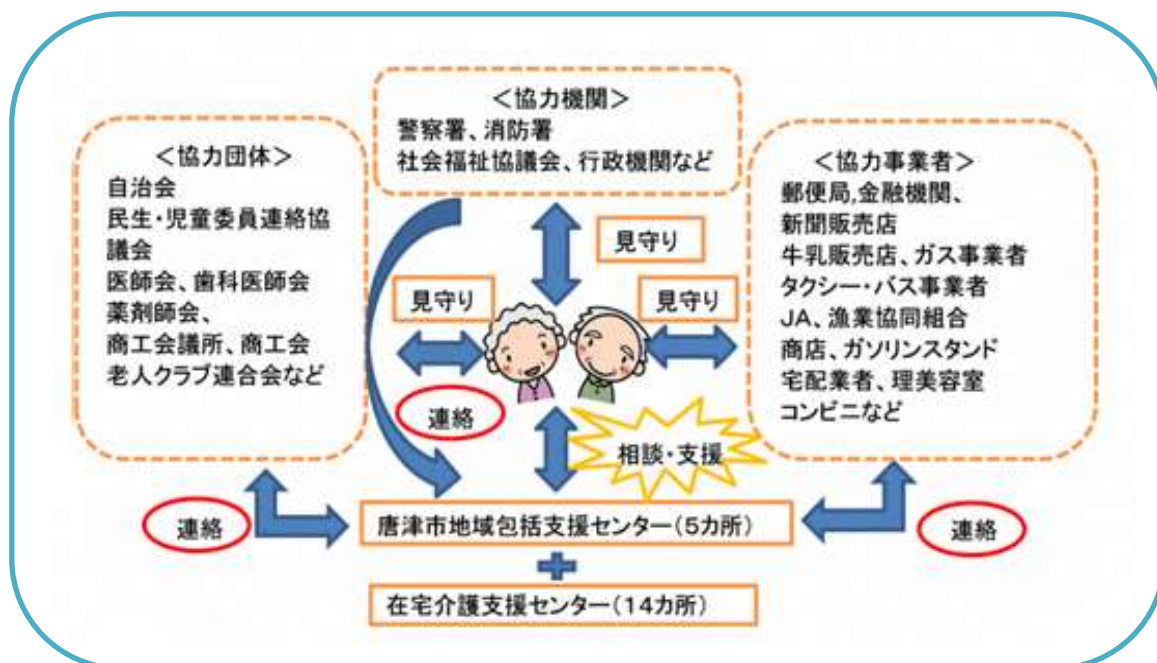 ＜協力機関＞
警察署、消防署
社会福祉協議会、行政機関など
＜協力団体＞
自治会
民生・児童委員連絡協
議会
医師会、歯科医師会
薬剤師会、
商工会議所、商工会
老人クラブ連合会など
＜協力事業者＞
郵便局,金融機関、
新聞販売店
牛乳販売店、ガス事業者
タクシー・バス事業者
JA、漁業協同組合
商店、ガソリンスタンド
宅配業者、理美容室
コンビニなど
見守り
見守り
見守り
連絡
相談・支援
連絡
唐津市地域包括支援センター（5カ所）
連絡
在宅介護支援センター（14カ所）